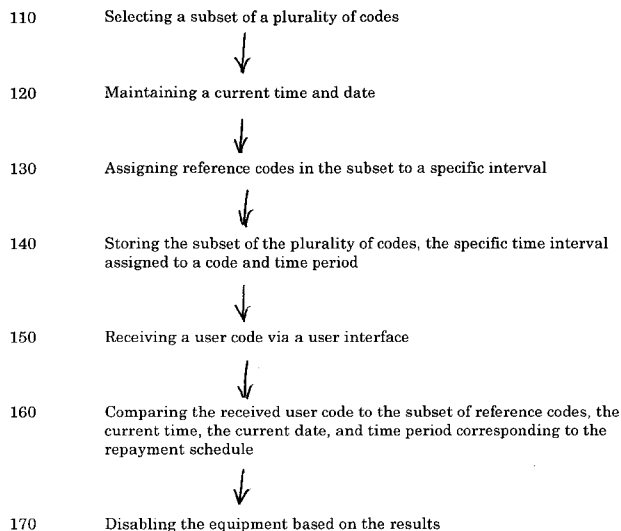 110 Selecting a subset of a plurality of codes
120 Maintaining a current time and date
130 Assigning reference codes in the subset to a specific interval
140 Storing the subset of the plurality of codes, the specific time interval
assigned to a code and time period
150 Receiving a user code via a user interface
160 Comparing the received user code to the subset of reference codes, the
current time, the current date, and time period corresponding to the
repayment schedule
170 Disabling the equipment based on the results